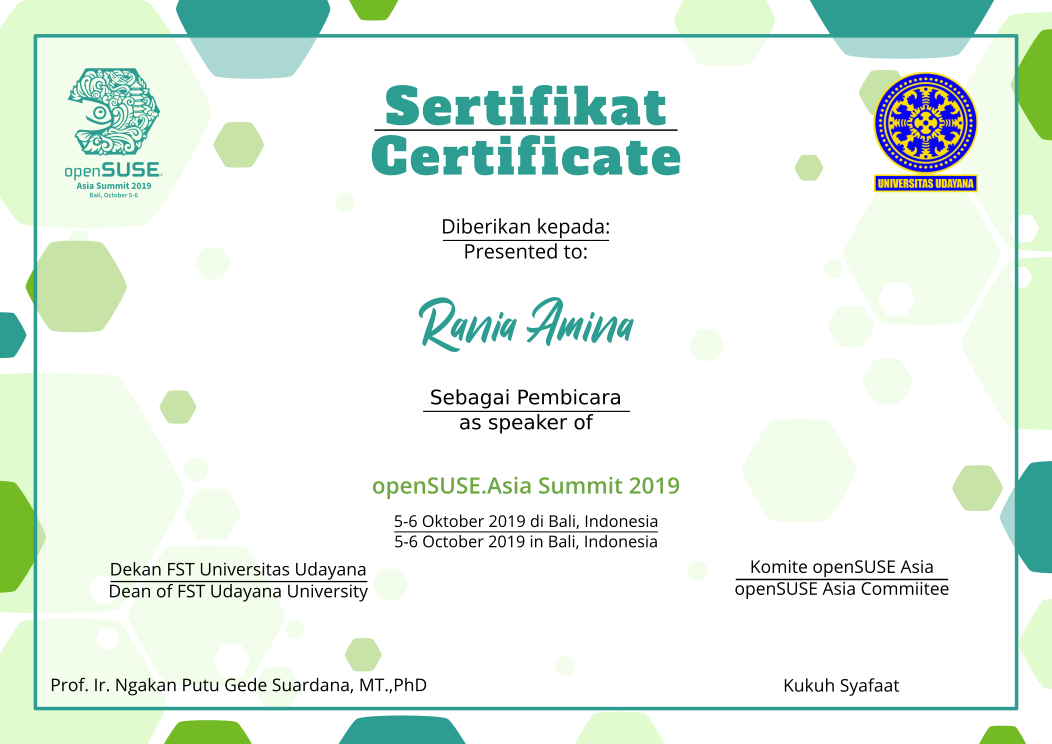 openSUSE
Asia Summit 2019
Bali, October 5-6
Sertifikat
Certificate
UNIVERSITAS UDAYANA
Diberikan kepada:
Presented to:
Rania Amina
Sebagai Pembicara
as speaker of
openSUSE.Asia Summit 2019
5-6 Oktober 2019 di Bali, Indonesia
5-6 October 2019 in Bali, Indonesia
Dekan FST Universitas Udayana
Dean of FST Udayana University
Komite openSUSE Asia
openSUSE Asia Commiitee
Prof. Ir. Ngakan Putu Gede Suardana, MT.,PhD
Kukuh Syafaat